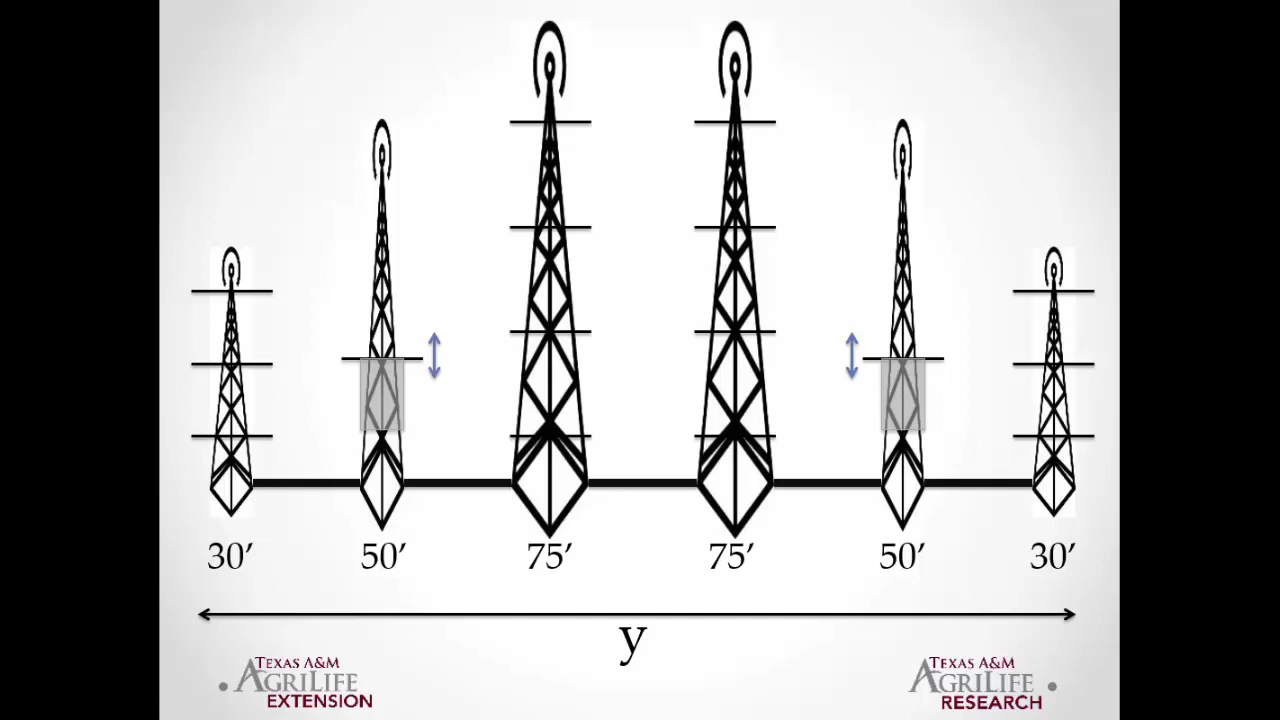 30′ 50′ 75′ 75′ 50′ 30′
y
TEXAS A&M
AGRILIFE
EXTENSION
TEXAS A&M
AGRILIFE
RESEARCH